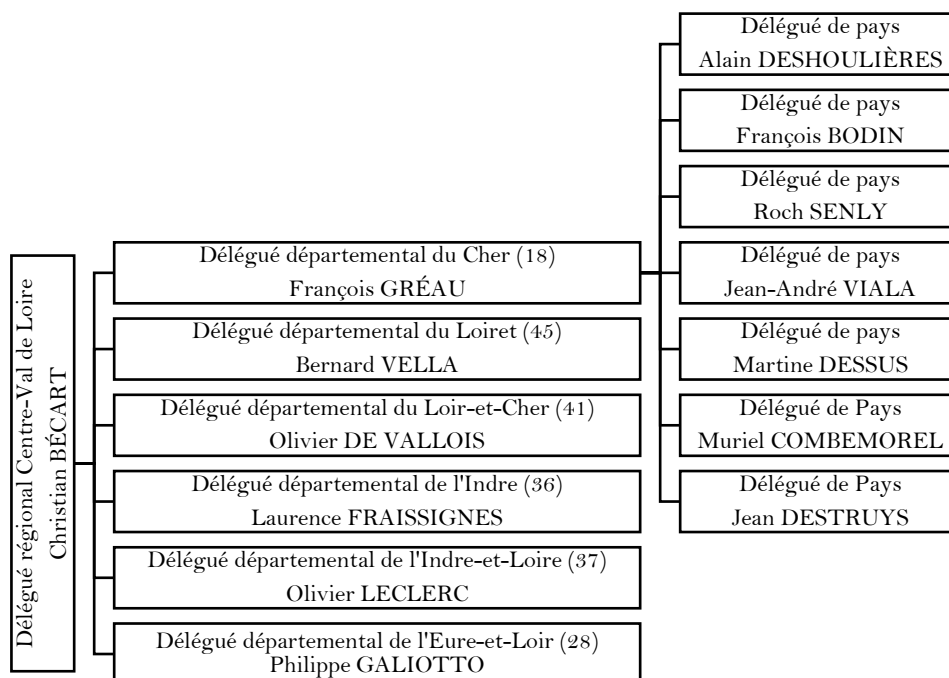 Délégué régional Centre-Val de Loire
Christian BÉCART
Délégué départemental du Cher (18)
François GRÉAU
Délégué départemental du Loiret (45)
Bernard VELLA
Délégué départemental du Loir-et-Cher (41)
Olivier DE VALLOIS
Délégué départemental de l'Indre (36)
Laurence FRAISSIGNES
Délégué départemental de l'Indre-et-Loire (37)
Olivier LECLERC
Délégué départemental de l'Eure-et-Loir (28)
Philippe GALIOTTO
Délégué de pays
Alain DESHOULIÈRES
Délégué de pays
François BODIN
Délégué de pays
Roch SENLY
Délégué de pays
Jean-André VIALA
Délégué de pays
Martine DESSUS
Délégué de Pays
Muriel COMBEMOREL
Délégué de Pays
Jean DESTRUYS